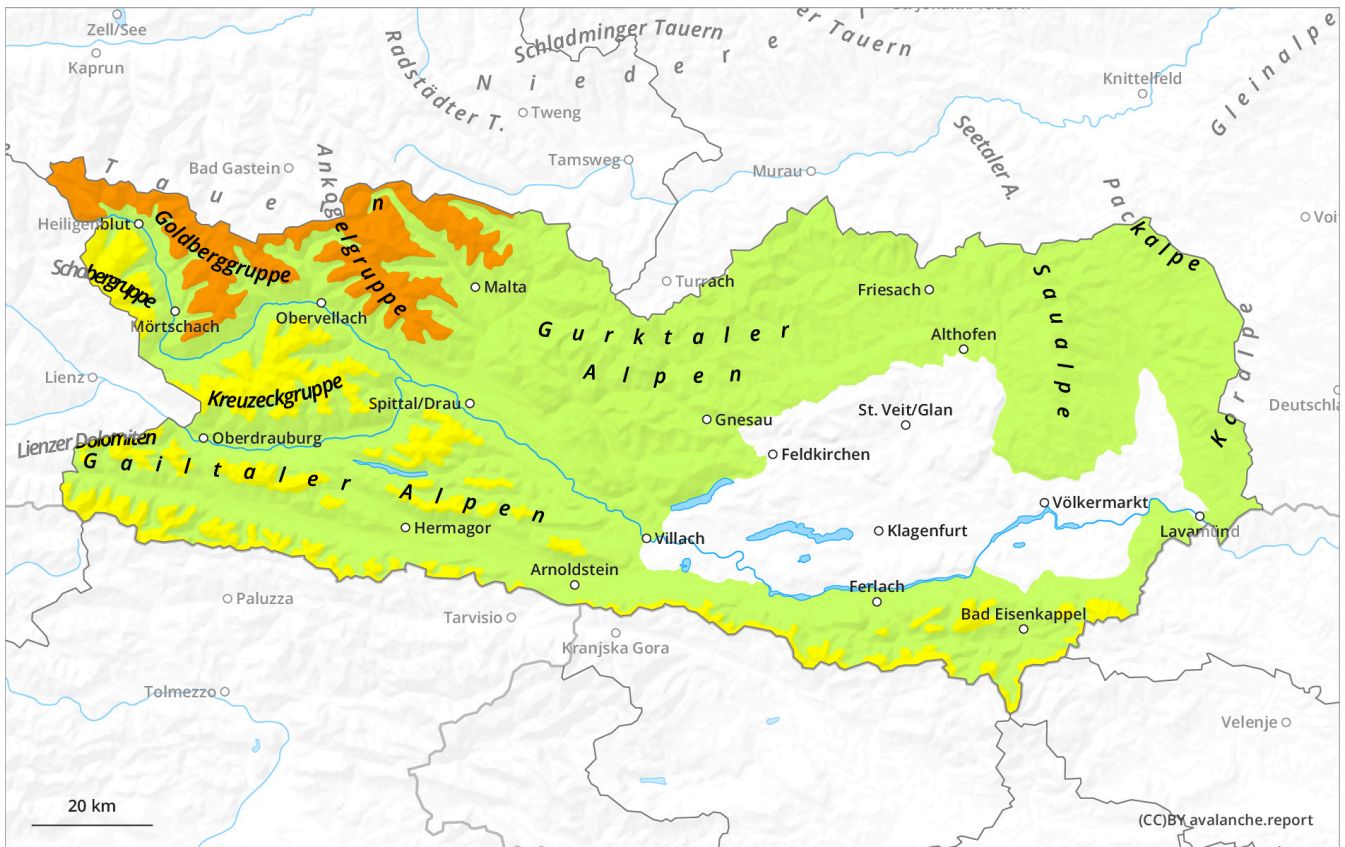 Zell/See
Kaprun
Radstädter T.
Schladminger Tauern
Niedere
Tauern
Tweng
Tamsweg
Murau
Knittelfeld
Gleinalpe
Seetaler A.
Packalpe
Bad Gastein
Tauern
Ankogelgruppe
Heiligenblut
Goldberggruppe
Schobergruppe
Mörtschach
Obervellach
Malta
Turrach
Friesach
Saualpe
Althofen
Koralpe
Gurktaler
Alpen
Lienz
Kreuzeckgruppe
Spittal/Drau
Gnesau
St. Veit/Glan
Feldkirchen
Lienzer Dolomiten
Oberdrauburg
Gailtaler Alpen
Hermagor
Villach
Klagenfurt
Völkermarkt
Lavamünd
Arnoldstein
Ferlach
Bad Eisenkappel
Paluzza
Tarvisio
Kranjska Gora
Tolmezzo
Velenje
20 km
(CC)BY avalanche.report